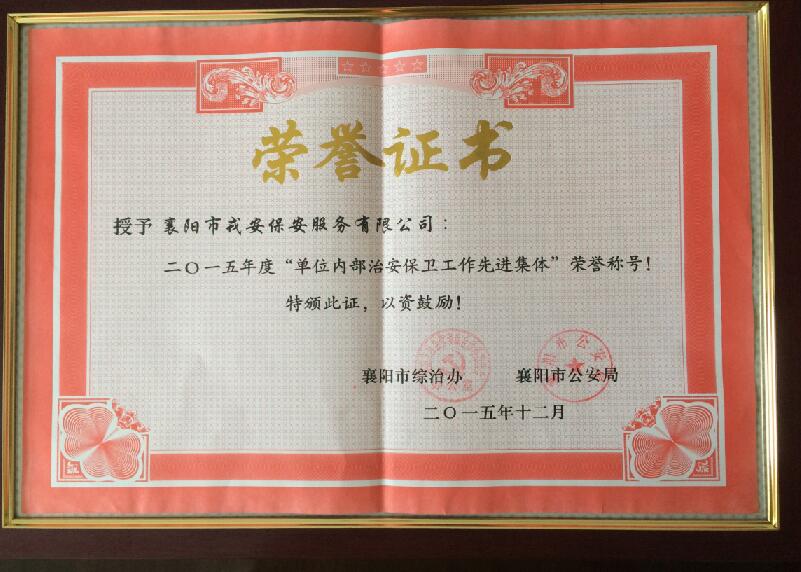 荣誉证书
授予襄阳市戎安保安服务有限公司：
二〇一五年度“单位内部治安保卫工作先进集体”荣誉称号！
特颁此证，以资鼓励！
襄阳市综治办 襄阳市公安局
二〇一五年十二月